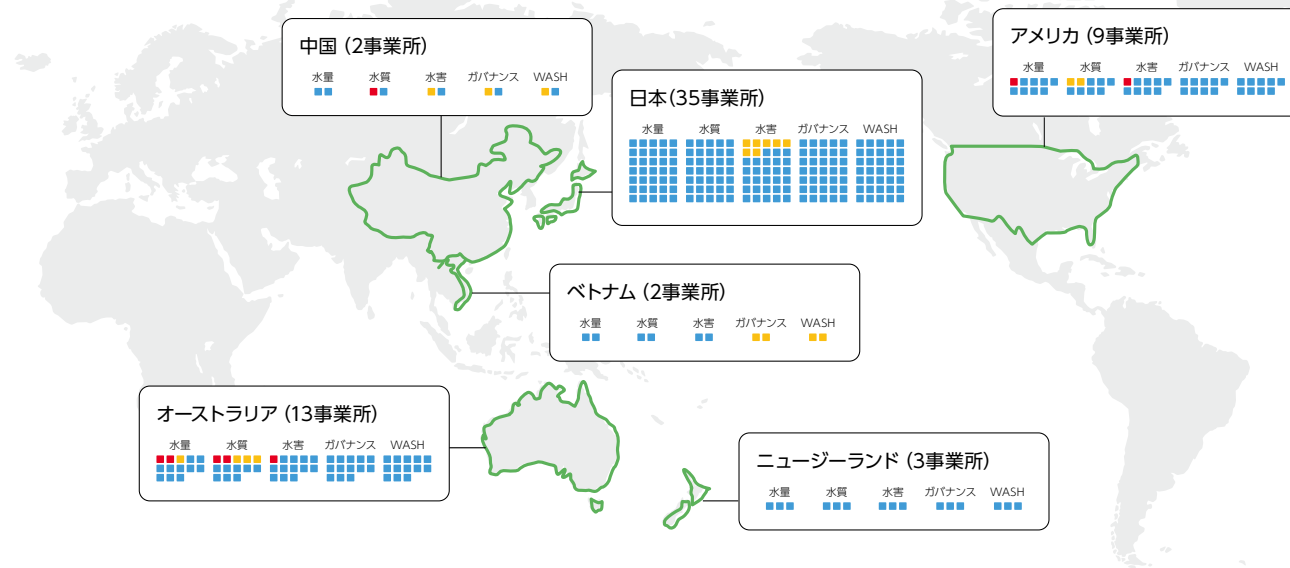 中国（2事業所）
水量 水質 水害 ガバナンス WASH
日本（35事業所）
水量 水質 水害 ガバナンス WASH
アメリカ（9事業所）
水量 水質 水害 ガバナンス WASH
ベトナム（2事業所）
水量 水質 水害 ガバナンス WASH
オーストラリア（13事業所）
水量 水質 水害 ガバナンス WASH
ニュージーランド（3事業所）
水量 水質 水害 ガバナンス WASH